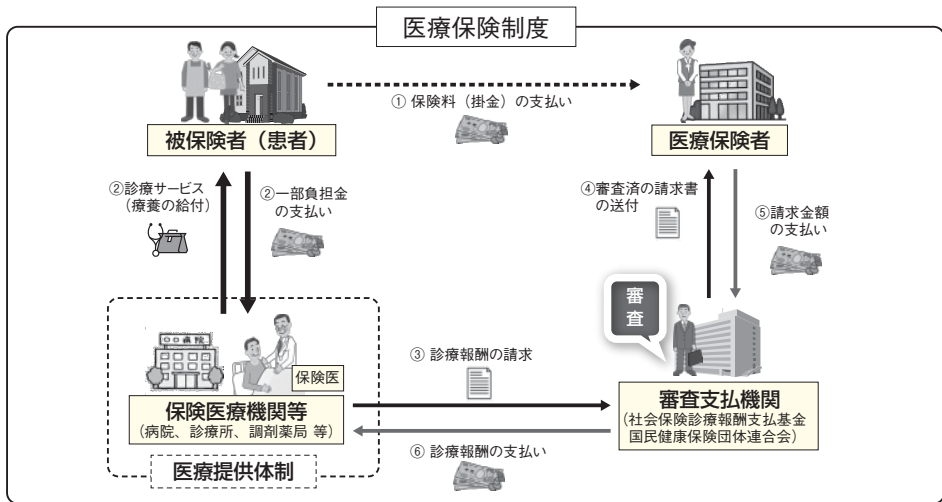 医療保険制度
① 保険料（掛金）の支払い
被保険者（患者）
医療保険者
②診療サービス
（療養の給付）
②一部負担金
の支払い
④審査済の請求書
の送付
⑤請求金額
の支払い
審
査
病院
保険医
③ 診療報酬の請求
保険医療機関等
（病院、診療所、調剤薬局 等）
審査支払機関
（社会保険診療報酬支払基金
国民健康保険団体連合会）
⑥ 診療報酬の支払い
医療提供体制